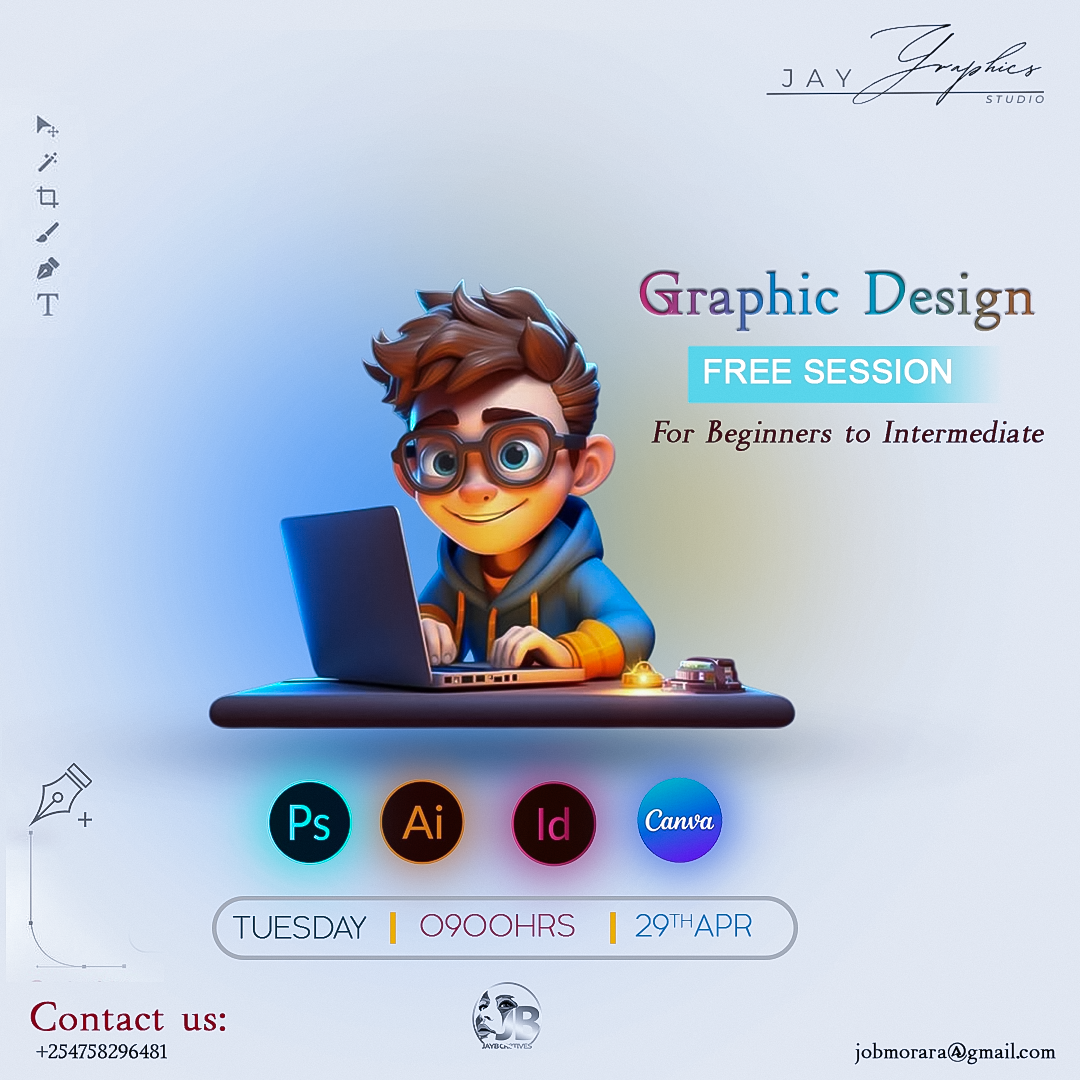 JAY Graphics
STUDIO
T
Graphic Design
FREE SESSION
For Beginners to Intermediate
Ps Ai Id Canva
TUESDAY | 0900HRS | 29TH APR
Contact us:
+254758296481
JB
jobmorara@gmail.com